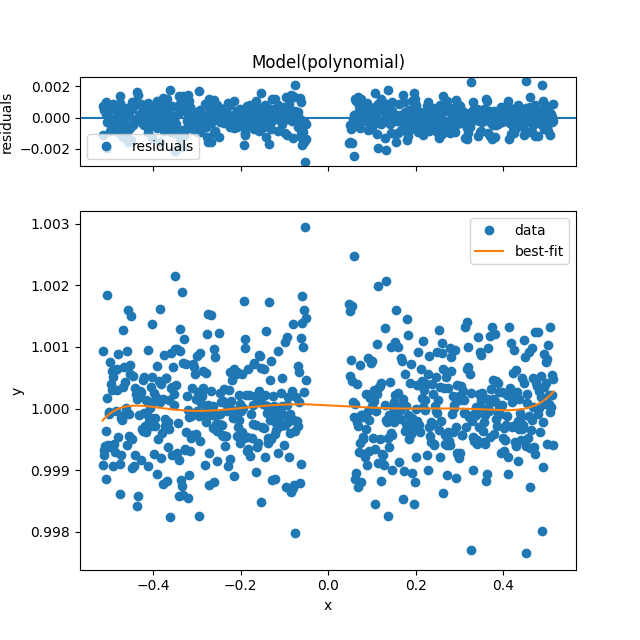 Model(polynomial)
residuals
0.002
0.000
−0.002
residuals
1.003
1.002
1.001
1.000
0.999
0.998
y
data
best-fit
−0.4
−0.2
0.0
0.2
0.4
x